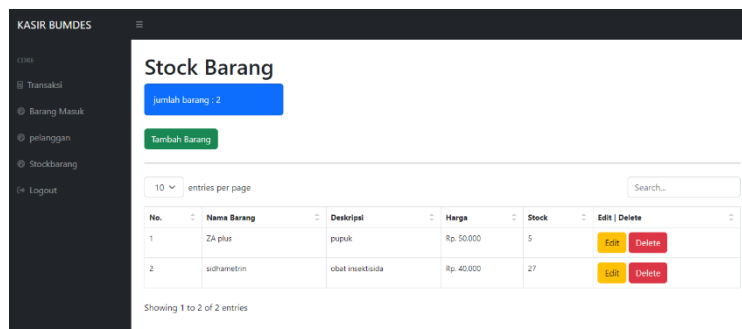 KASIR BUMDES
CORE
Transaksi
Barang Masuk
pelanggan
Stockbarang
Logout
Stock Barang
jumlah barang : 2
Tambah Barang
10 entries per page Search...
No. Nama Barang Deskripsi Harga Stock Edit | Delete
1 ZA plus pupuk Rp. 50.000 5 Edit Delete
2 sidhametrin obat insektisida Rp. 40.000 27 Edit Delete
Showing 1 to 2 of 2 entries